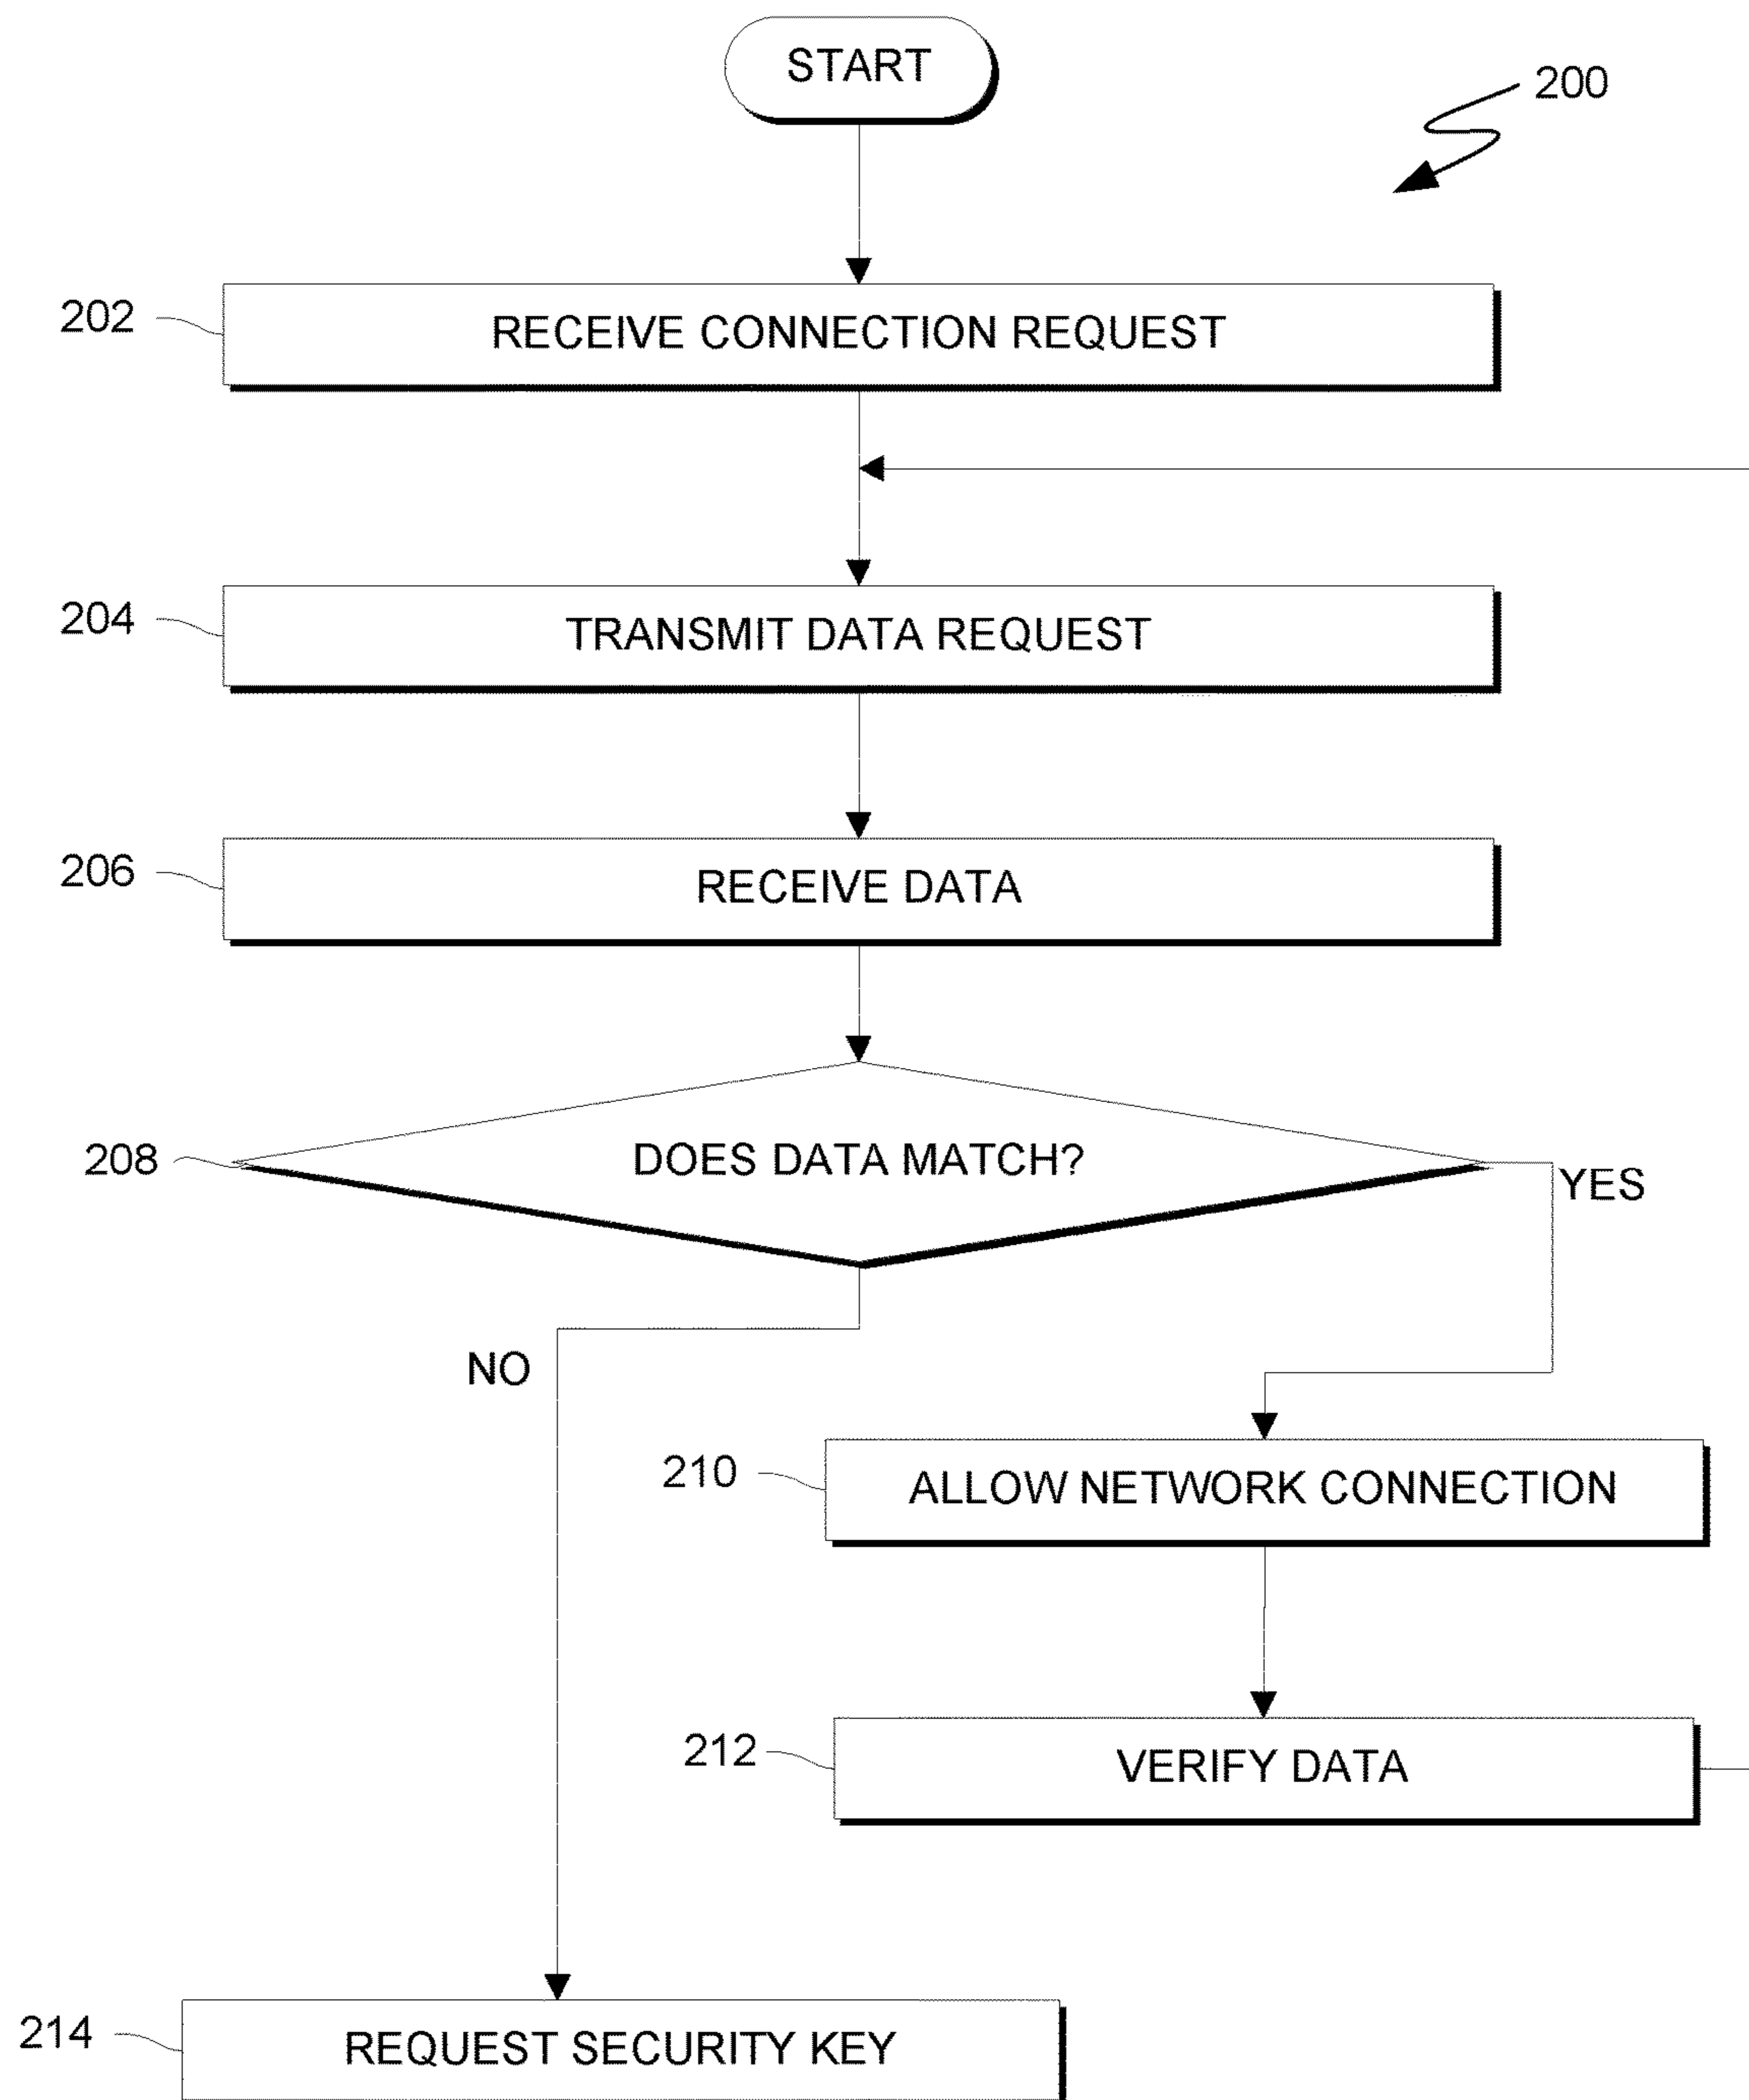 START
200
202
RECEIVE CONNECTION REQUEST
204
TRANSMIT DATA REQUEST
206
RECEIVE DATA
208
DOES DATA MATCH?
YES
NO
210
ALLOW NETWORK CONNECTION
212
VERIFY DATA
214
REQUEST SECURITY KEY